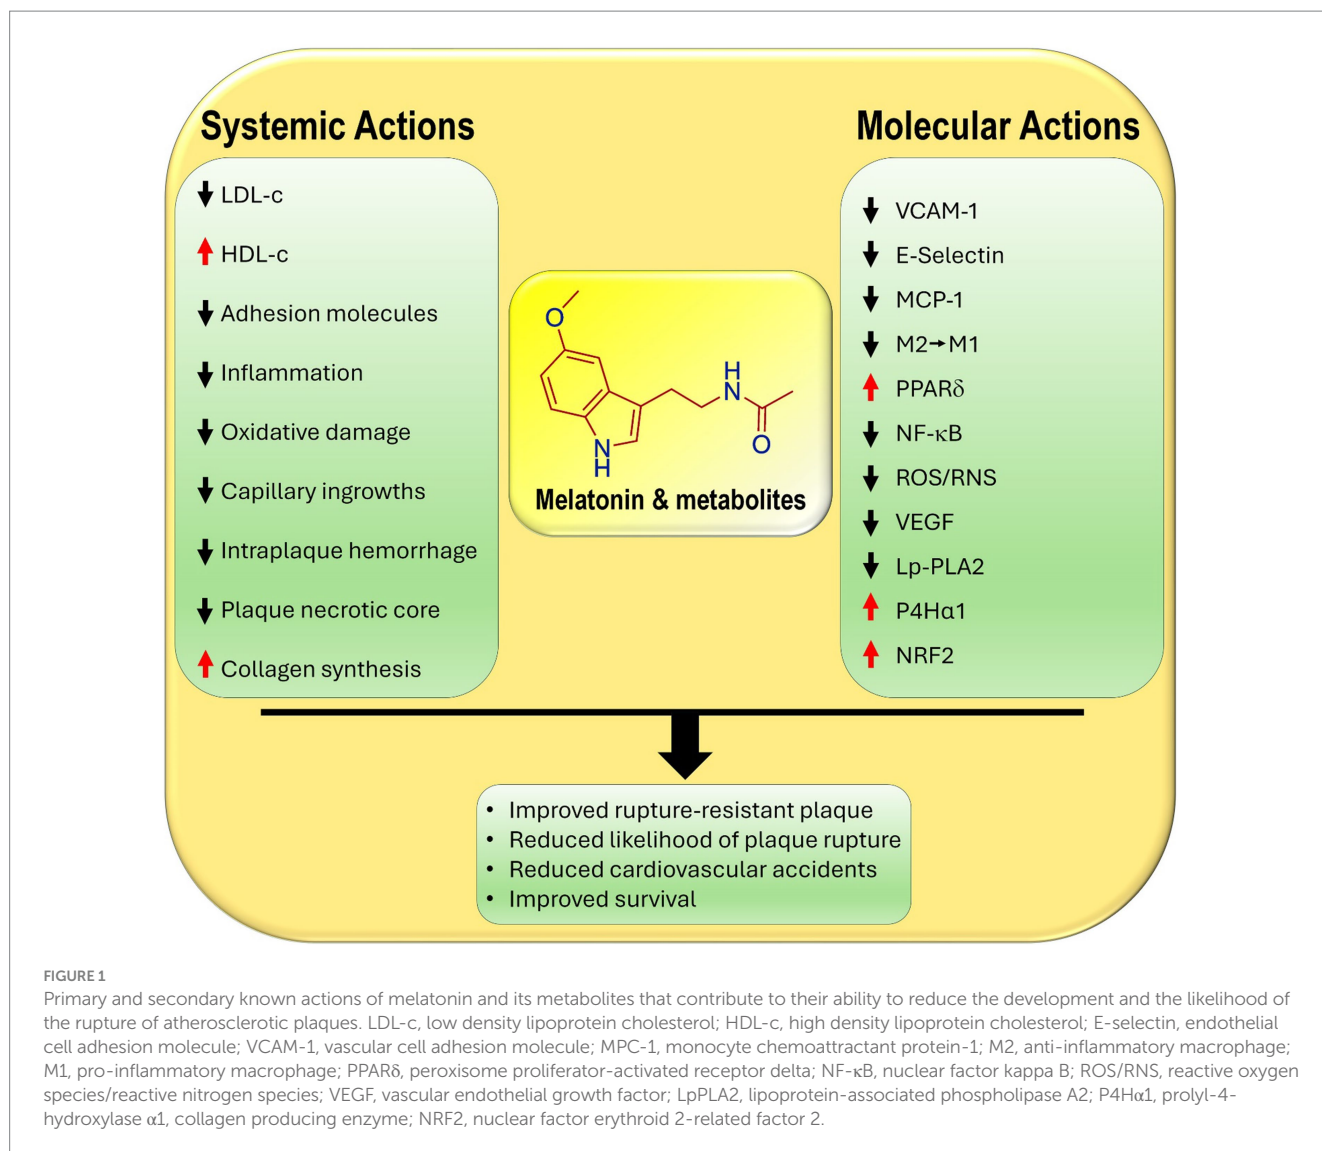 Systemic Actions
↓ LDL-c
↑ HDL-c
↓ Adhesion molecules
↓ Inflammation
↓ Oxidative damage
↓ Capillary ingrowths
↓ Intraplaque hemorrhage
↓ Plaque necrotic core
↑ Collagen synthesis
O
N
H
H
N
O
Melatonin & metabolites
Molecular Actions
↓ VCAM-1
↓ E-Selectin
↓ MCP-1
↓ M2→M1
↑ PPARδ
↓ NF-κB
↓ ROS/RNS
↓ VEGF
↓ Lp-PLA2
↑ P4Hα1
↑ NRF2
• Improved rupture-resistant plaque
• Reduced likelihood of plaque rupture
• Reduced cardiovascular accidents
• Improved survival
FIGURE 1
Primary and secondary known actions of melatonin and its metabolites that contribute to their ability to reduce the development and the likelihood of
the rupture of atherosclerotic plaques. LDL-c, low density lipoprotein cholesterol; HDL-c, high density lipoprotein cholesterol; E-selectin, endothelial
cell adhesion molecule; VCAM-1, vascular cell adhesion molecule; MPC-1, monocyte chemoattractant protein-1; M2, anti-inflammatory macrophage;
M1, pro-inflammatory macrophage; PPARδ, peroxisome proliferator-activated receptor delta; NF-κB, nuclear factor kappa B; ROS/RNS, reactive oxygen
species/reactive nitrogen species; VEGF, vascular endothelial growth factor; LpPLA2, lipoprotein-associated phospholipase A2; P4Hα1, prolyl-4-
hydroxylase α1, collagen producing enzyme; NRF2, nuclear factor erythroid 2-related factor 2.